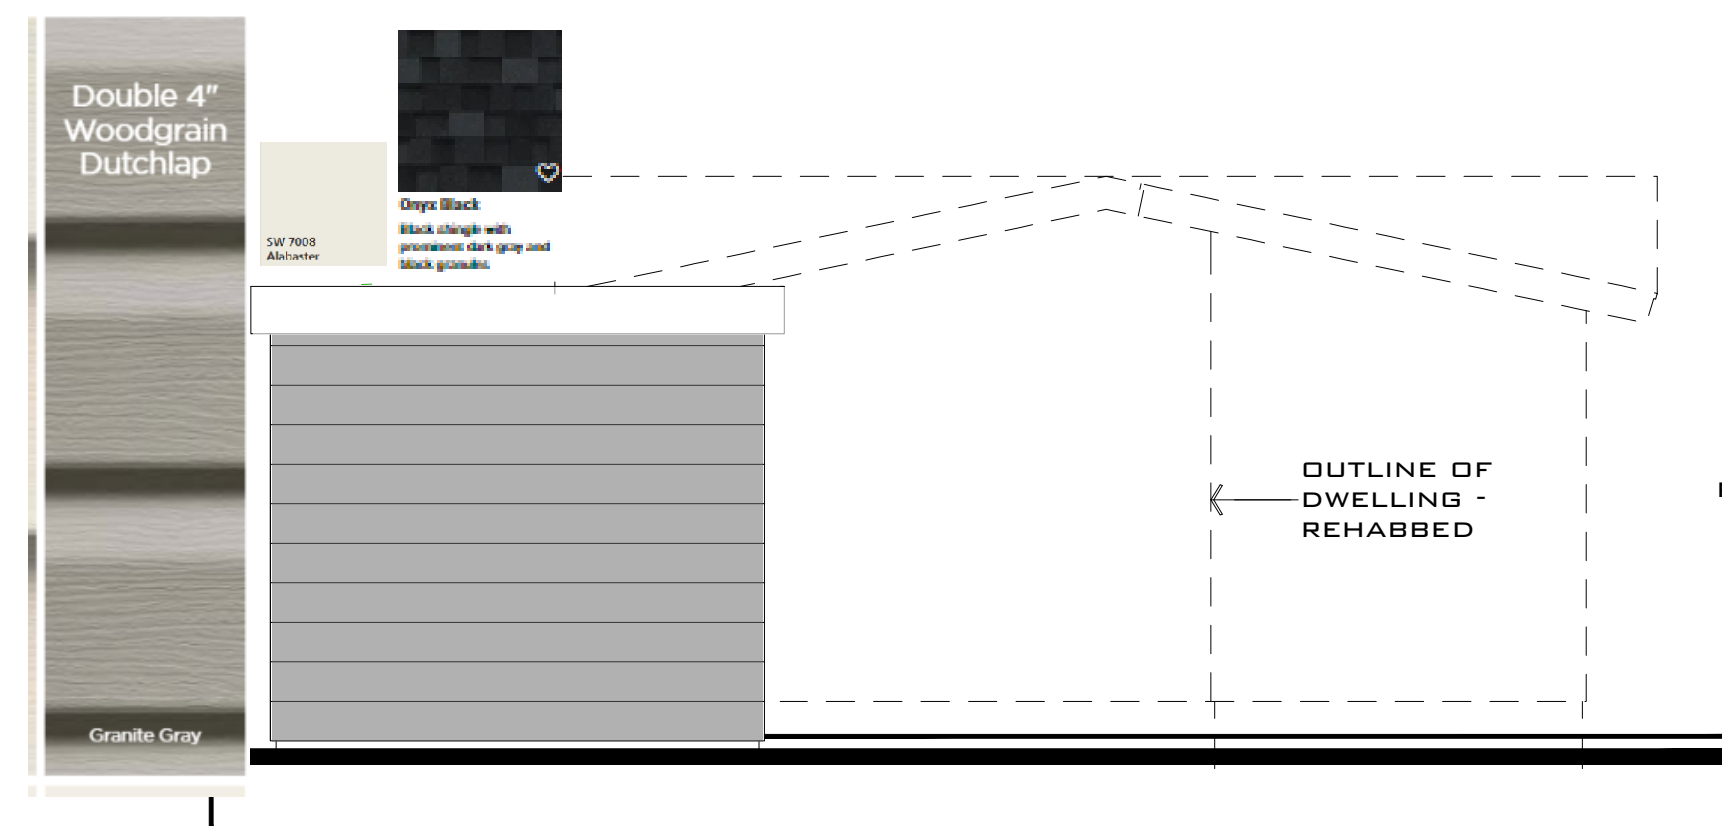 Double 4"
Woodgrain
Dutchlap
Granite Gray
SW 7008
Alabaster
Onyx Black
Black shingle with
prominent dark gray and
black granules.
OUTLINE OF
DWELLING -
REHABBED